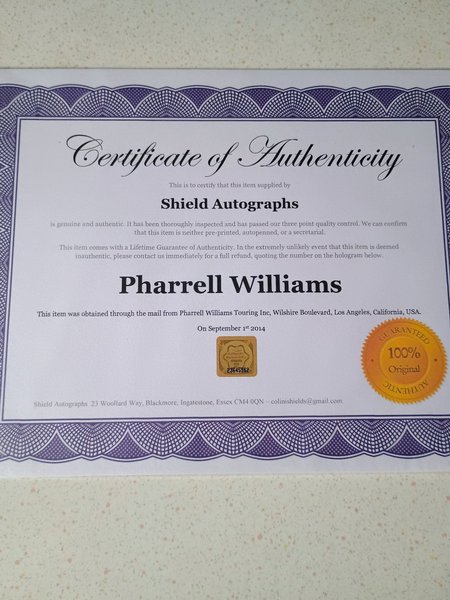 Certificate of Authenticity
This is to certify that this item supplied by
Shield Autographs
is genuine and authentic. It has been thoroughly inspected and has passed our three point quality control. We can confirm
that this item is neither pre-printed, autopenned, or a secretarial.
This item comes with a Lifetime Guarantee of Authenticity. In the extremely unlikely event that this item is deemed
inauthentic, please contact us immediately for a full refund, quoting the number on the hologram below.
Pharrell Williams
This item was obtained through the mail from Pharrell Williams Touring Inc, Wilshire Boulevard, Los Angeles, California, USA.
On September 1st 2014
GUARANTEED
100%
Original
AUTHENTIC
Shield Autographs 23 Woollard Way, Blackmore, Ingatestone, Essex CM4 0QN – colinishields@gmail.com